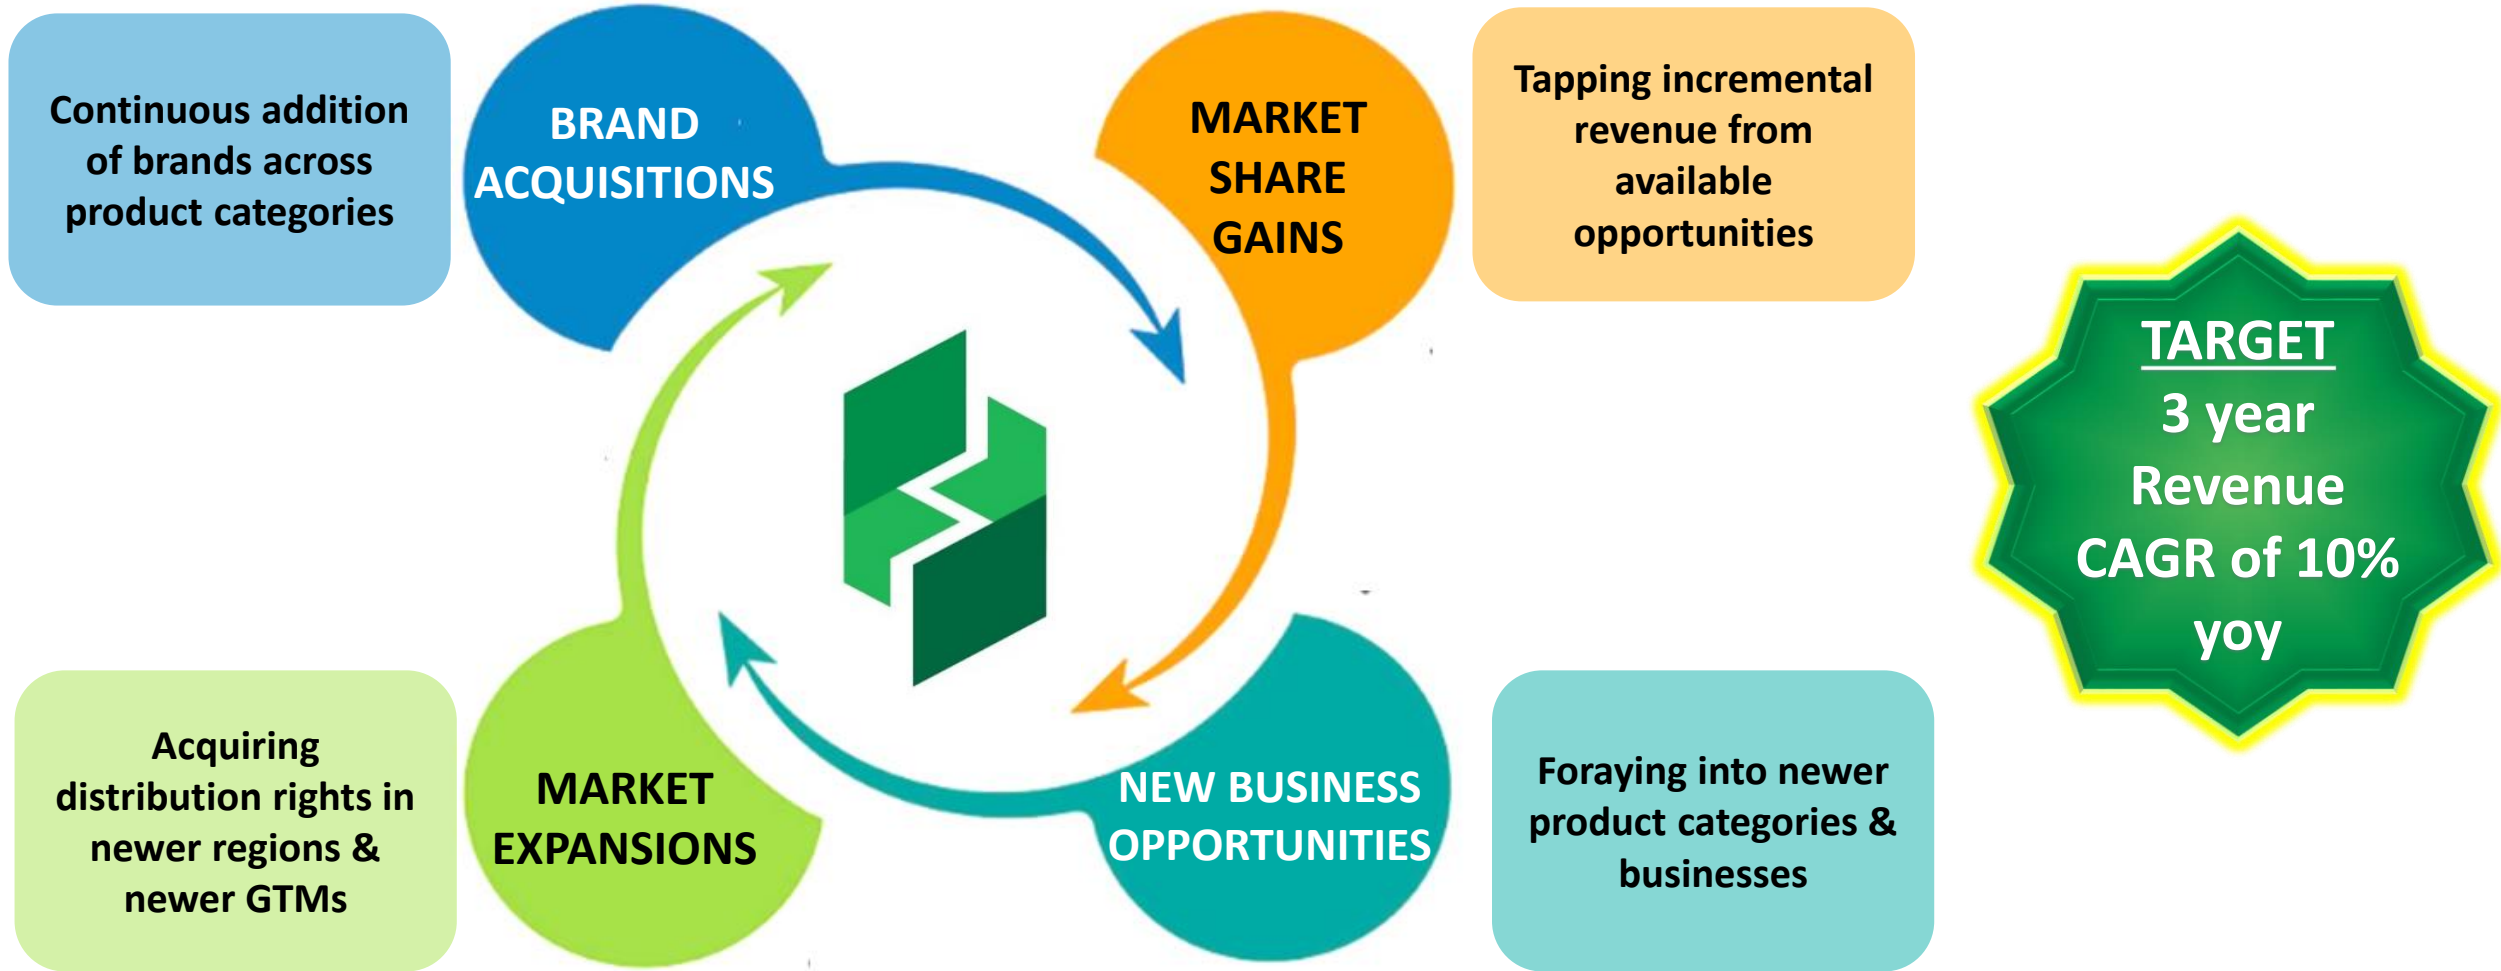 Continuous addition
of brands across
product categories
BRAND
ACQUISITIONS
MARKET
SHARE
GAINS
Tapping incremental
revenue from
available
opportunities
TARGET
3 year
Revenue
CAGR of 10%
yoy
Acquiring
distribution rights in
newer regions &
newer GTMs
MARKET
EXPANSIONS
NEW BUSINESS
OPPORTUNITIES
Foraying into newer
product categories &
businesses